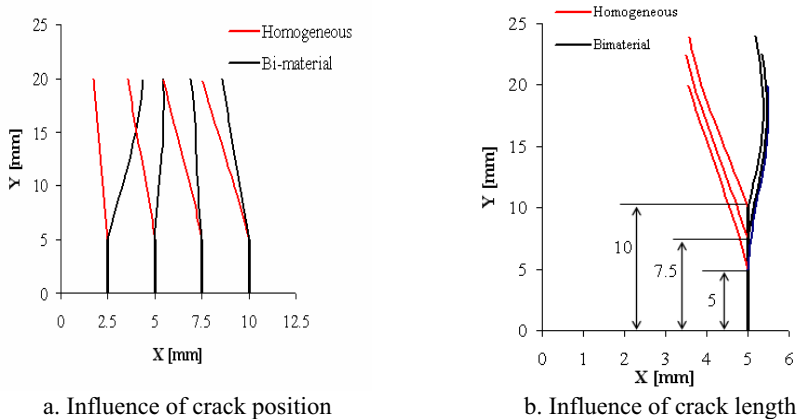 25
20
15
10
5
0
Y [mm]
Homogeneous
Bi-material
0 2.5 5 7.5 10 12.5
X [mm]
a. Influence of crack position
Homogeneous
Bimaterial
25
20
15
10
5
0
Y [mm]
10
7.5
5
0 1 2 3 4 5 6
X [mm]
b. Influence of crack length